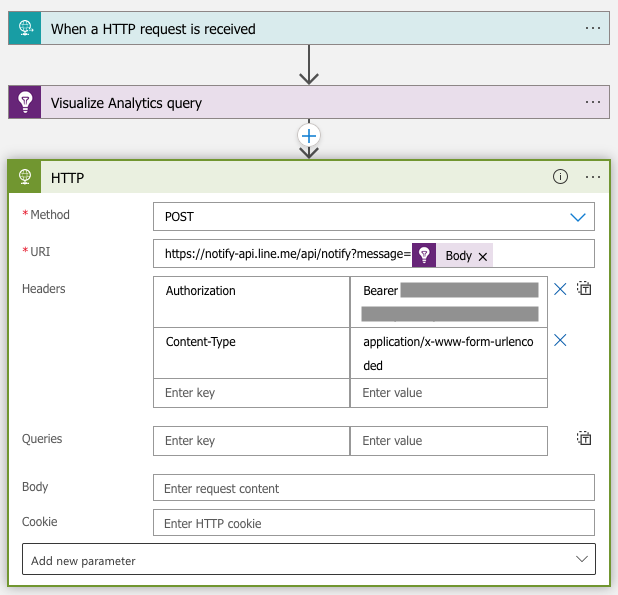 When a HTTP request is received
Visualize Analytics query
HTTP
* Method
POST
* URI
https://notify-api.line.me/api/notify?message= Body
Headers
Authorization
Bearer
Content-Type
application/x-www-form-urlenco
ded
Enter key
Enter value
Queries
Enter key
Enter value
Body
Enter request content
Cookie
Enter HTTP cookie
Add new parameter